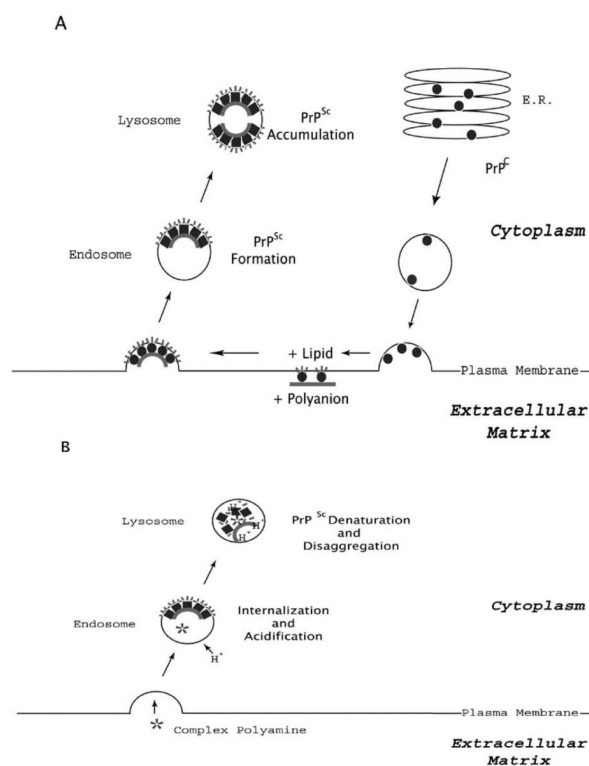 A
Lysosome
PrP^Sc
Accumulation
E.R.
PrP^C
Cytoplasm
Endosome
PrP^Sc
Formation
+ Lipid
Plasma Membrane
+ Polyanion
Extracellular
Matrix
B
Lysosome
H+
H+
PrP ^Sc Denaturation
and
Disaggregation
Endosome
Internalization
and
Acidification
Cytoplasm
H+
Plasma Membrane
Complex Polyamine
Extracellular
Matrix